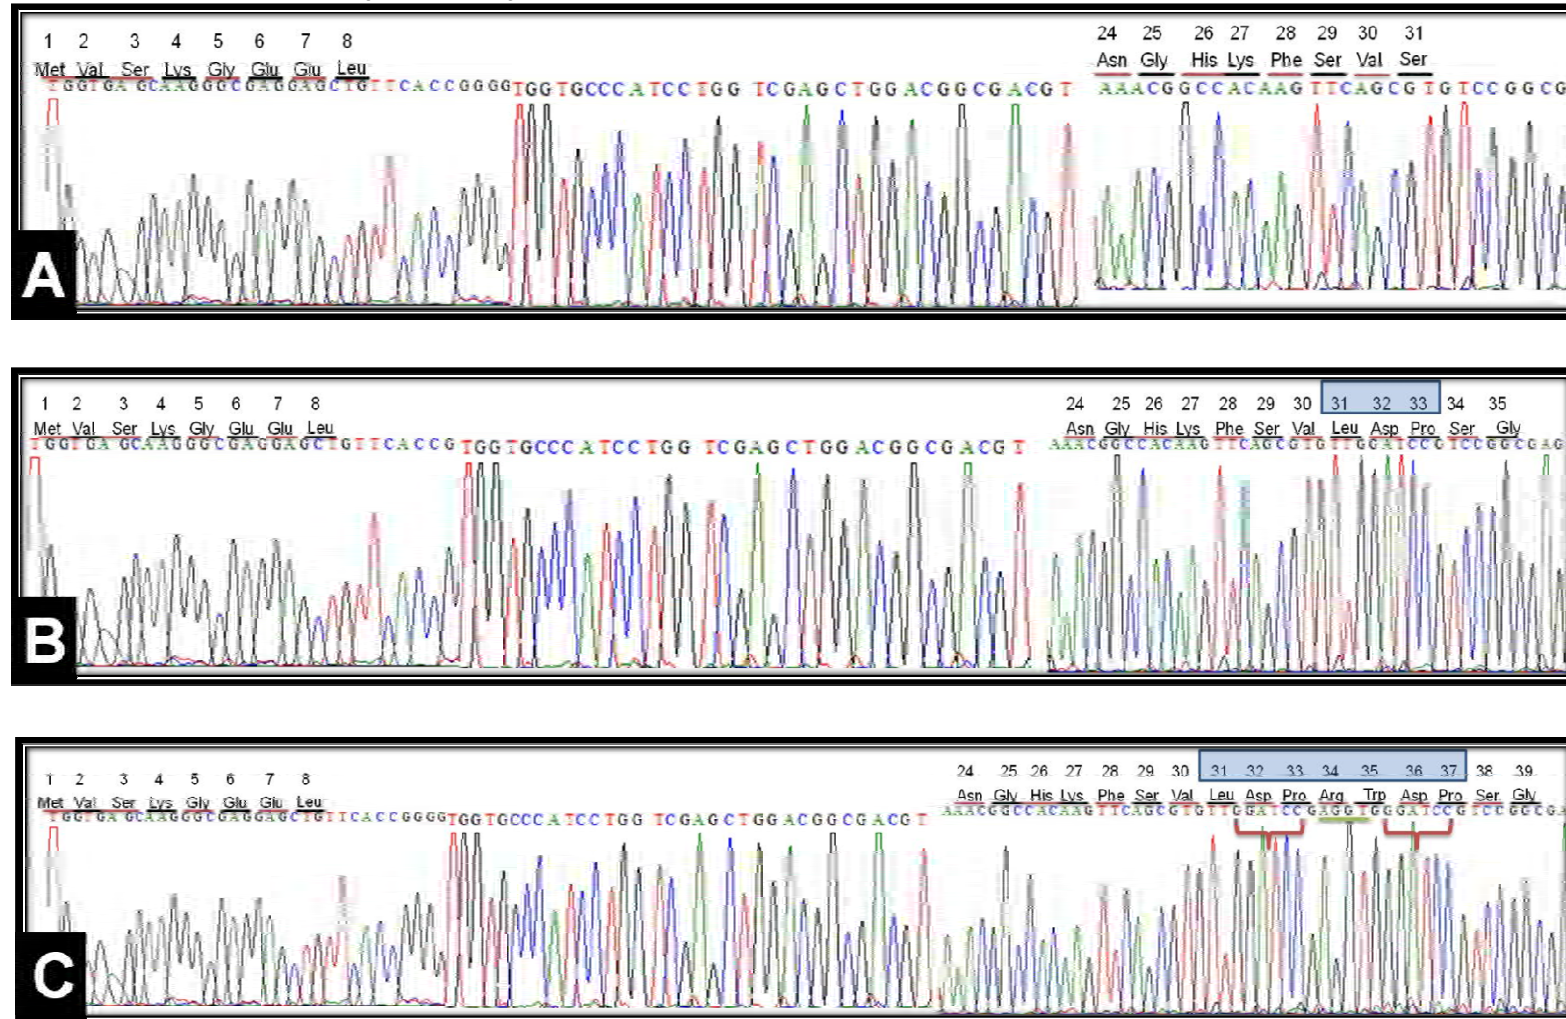 1 2 3 4 5 6 7 8 24 25 26 27 28 29 30 31
Met Val Ser Lys Gly Glu Glu Leu Asn Gly His Lys Phe Ser Val Ser
TGGTGA GCAAGGGCGAGGAGCTGTTCACCGGGGTGGTGCCCATCCTGG TCGAGCTGGACGGCGACGT AAACGGCCACAAGTTCAGCGTGTCCGGCG
A
1 2 3 4 5 6 7 8 24 25 26 27 28 29 30 31 32 33 34 35
Met Val Ser Lys Gly Glu Glu Leu Asn Gly His Lys Phe Ser Val Leu Asp Pro Ser Gly
TGGTGA GCAAGGGCGAGGAGCTGTTCACCGTGGTGCCCATCCTGG TCGAGCTGGACGGCGACGT AAACGGCCACAAGTTCAGCGTGTTGGATCCGTCCGGCGAG
B
1 2 3 4 5 6 7 8 24 25 26 27 28 29 30 31 32 33 34 35 36 37 38 39
Met Val Ser Lys Gly Glu Glu Leu Asn Gly His Lys Phe Ser Val Leu Asp Pro Arg Trp Asp Pro Ser Gly
TGGTGA GCAAGGGCGAGGAGCTGTTCACCGGGGTGGTGCCCATCCTGG TCGAGCTGGACGGCGACGT AAACGGCCACAAGTTCAGCGTGTTGGATCCGAGGTGGGATCCGTCCGGCGA
C